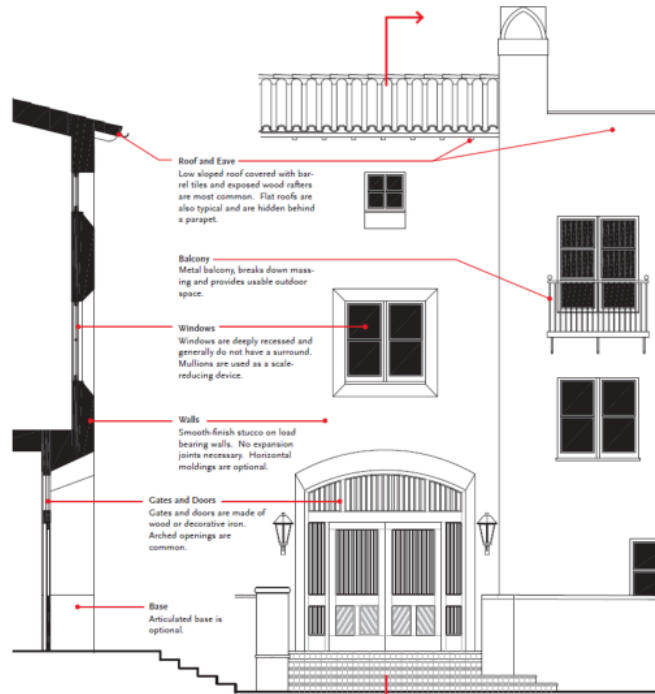 Roof and Eave
Low sloped roof covered with bar-
rel tiles and exposed wood rafters
are most common. Flat roofs are
also typical and are hidden behind
a parapet.
Balcony
Metal balcony, breaks down mass-
ing and provides usable outdoor
space.
Windows
Windows are deeply recessed and
generally do not have a surround.
Mullions are used as a scale-
reducing device.
Walls
Smooth-finish stucco on load
bearing walls. No expansion
joints necessary. Horizontal
moldings are optional.
Gates and Doors
Gates and doors are made of
wood or decorative iron.
Arched openings are
common.
Base
Articulated base is
optional.